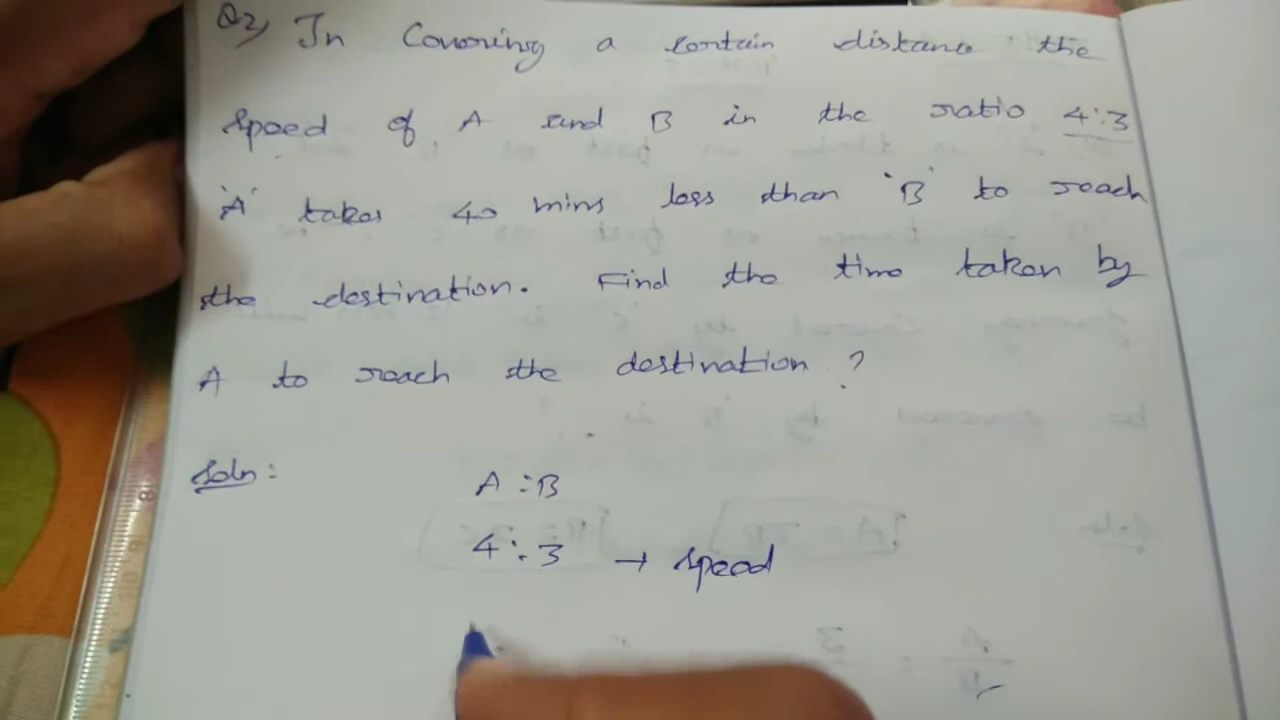 Q2) In Covering a certain distance the
speed of A and B in the ratio 4:3
'A' takes 40 mins less than 'B' to reach
the destination. Find the time taken by
A to reach the destination ?
Soln:
A : B
4 : 3 → speed